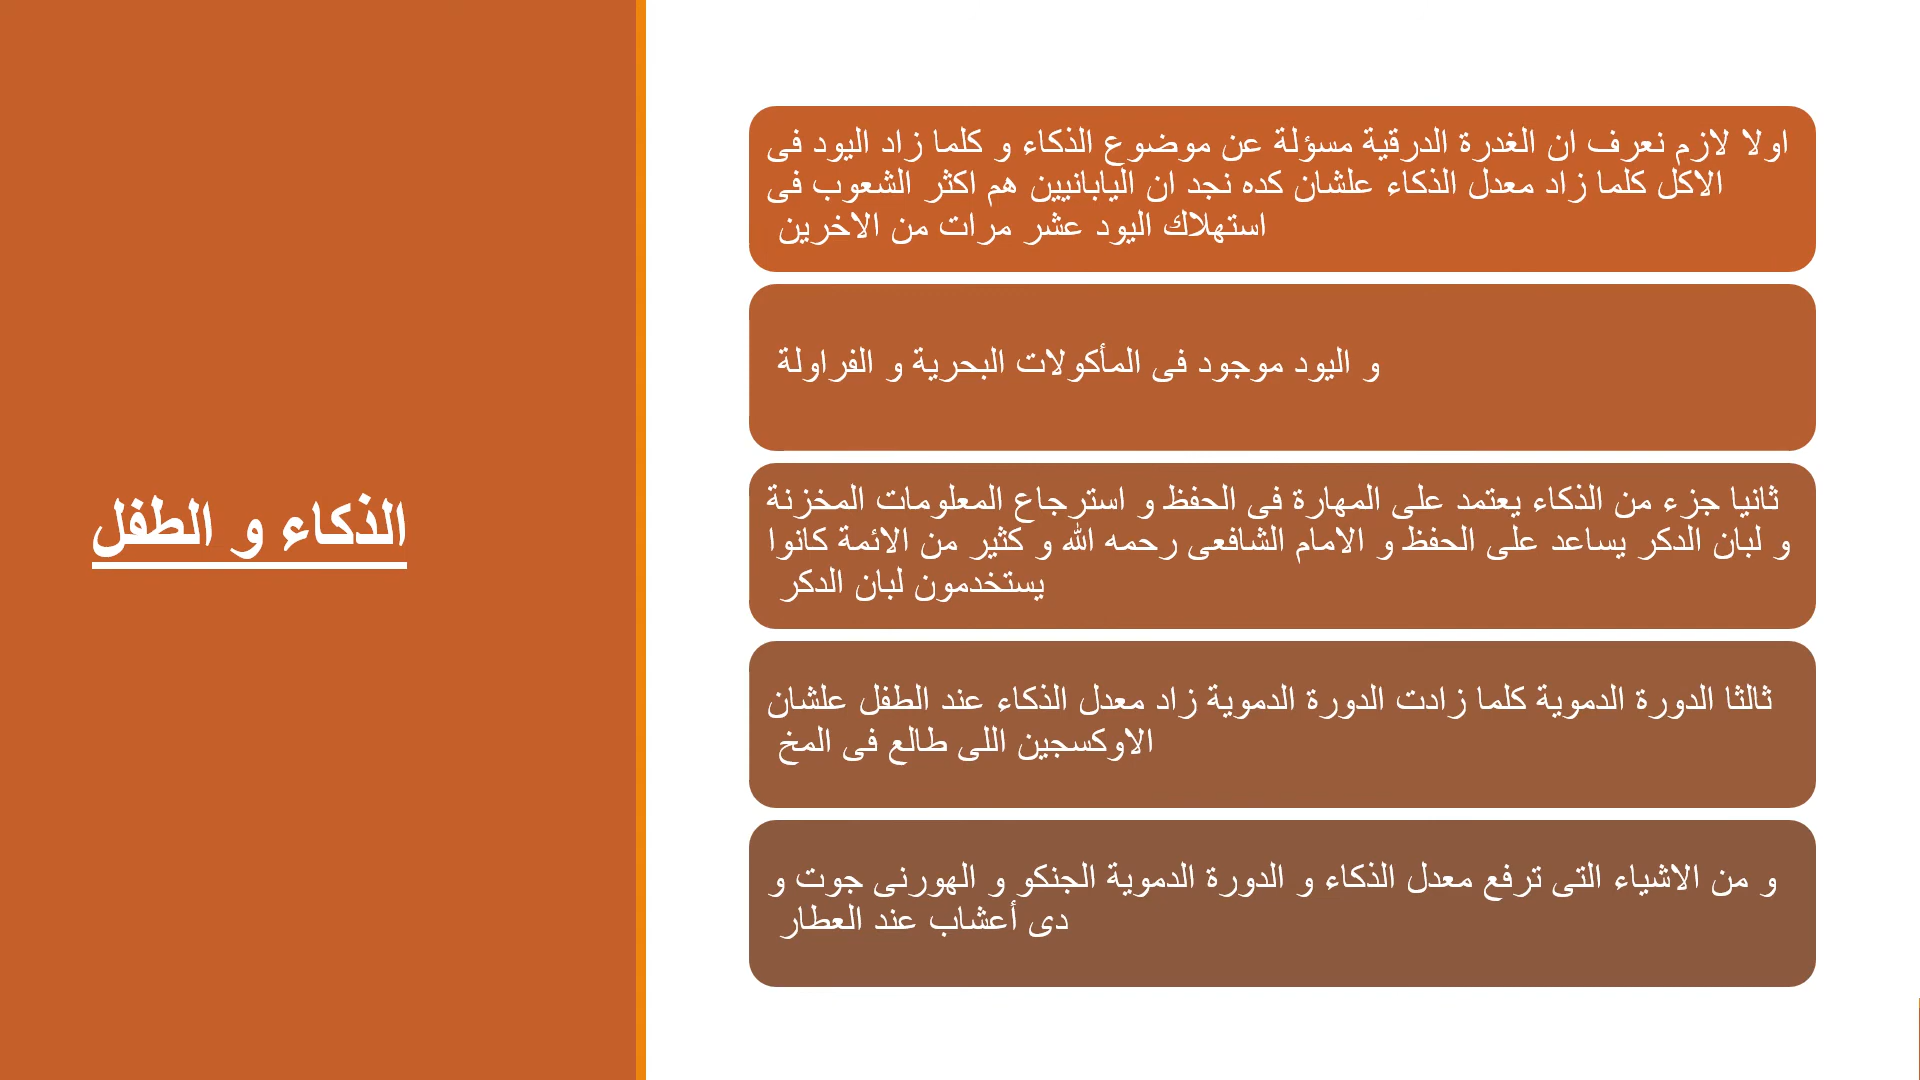 الذكاء و الطفل
اولا لازم نعرف ان الغدرة الدرقية مسؤلة عن موضوع الذكاء و كلما زاد اليود فى
الاكل كلما زاد معدل الذكاء علشان كده نجد ان اليابانيين هم اكثر الشعوب فى
استهلاك اليود عشر مرات من الاخرين
و اليود موجود فى المأكولات البحرية و الفراولة
ثانيا جزء من الذكاء يعتمد على المهارة فى الحفظ و استرجاع المعلومات المخزنة
و لبان الدكر يساعد على الحفظ و الامام الشافعى رحمه الله و كثير من الائمة كانوا
يستخدمون لبان الدكر
ثالثا الدورة الدموية كلما زادت الدورة الدموية زاد معدل الذكاء عند الطفل علشان
الاوكسجين اللى طالع فى المخ
و من الاشياء التى ترفع معدل الذكاء و الدورة الدموية الجنكو و الهورنى جوت و
دى أعشاب عند العطار